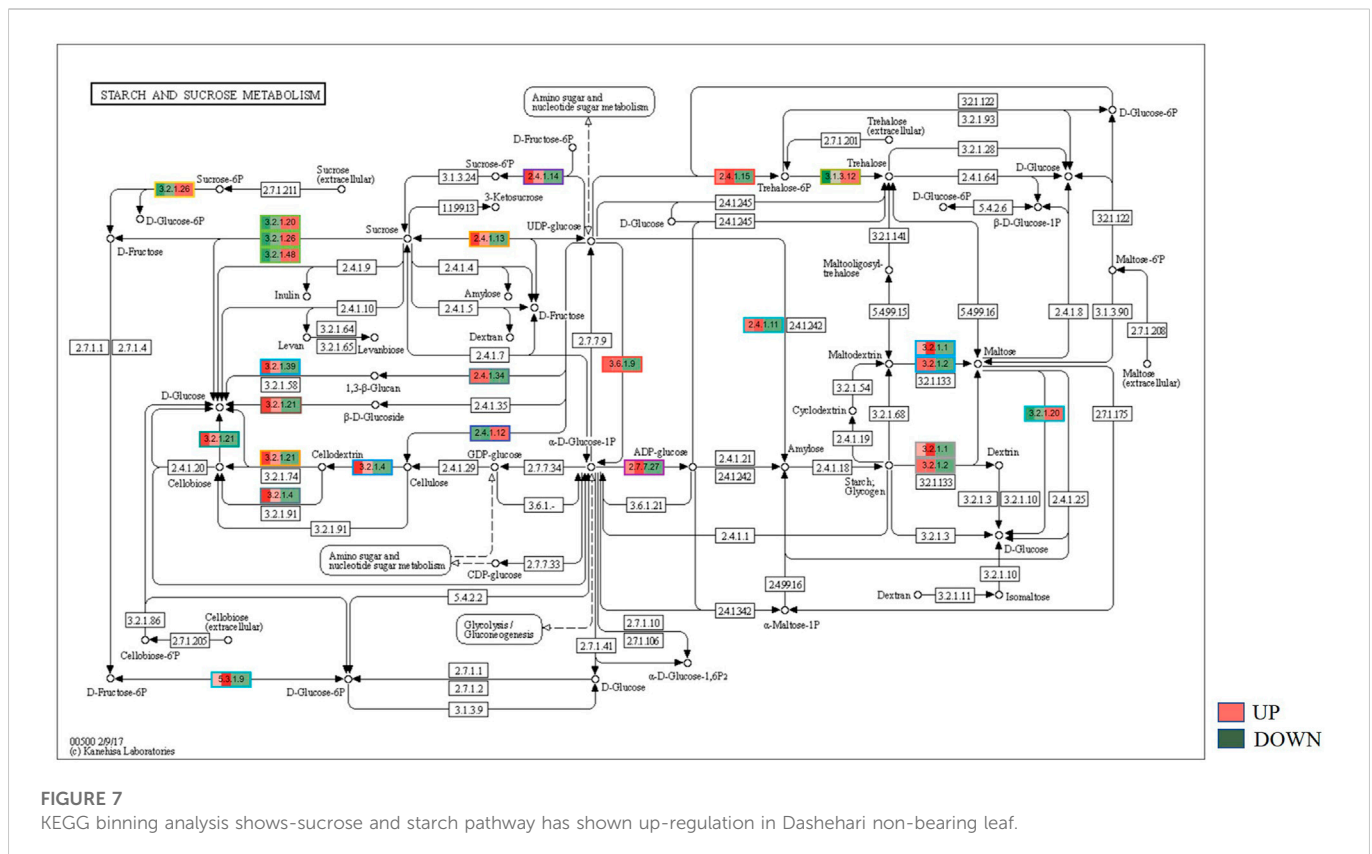 STARCH AND SUCROSE METABOLISM
Amino sugar and
nucleotide sugar metabolism
D-Fructose-6P
3.2.1.122
3.2.1.93
D-Glucose-6P
Trehalose
(extracellular)
2.7.1.201
Sucrose-6P
3.2.1.26
2.7.1.211
Sucrose
(extracellular)
D-Glucose-6P
Sucrose-6'P
3.1.3.24
2.4.1.14
3-Ketosucrose
1.1.99.13
2.4.1.15
Trehalose-6P
3.1.3.12
Trehalose
3.2.1.28
2.4.1.64
D-Glucose
D-Glucose-6P
5.4.2.6
β-D-Glucose-1P
2.4.1.245
2.4.1.245
D-Glucose
3.2.1.122
D-Fructose
3.2.1.20
3.2.1.26
3.2.1.48
Sucrose
2.4.1.13
UDP-glucose
3.2.1.141
Maltooligosyl-
trehalose
Maltose-6'P
2.4.1.9
Inulin
2.4.1.4
Amylose
2.4.1.10
2.4.1.5
D-Fructose
Levan
3.2.1.64
3.2.1.65
Levanbiose
Dextran
2.4.1.7
2.7.1.1
2.7.1.4
2.7.7.9
3.6.1.9
2.4.1.11
2.4.1.242
5.4.99.15
5.4.99.16
2.4.1.8
3.1.3.90
2.7.1.208
Maltose
(extracellular)
Maltodextrin
3.2.1.1
3.2.1.2
3.2.1.133
Maltose
3.2.1.39
3.2.1.58
1,3-β-Glucan
2.4.1.34
D-Glucose
3.2.1.21
β-D-Glucoside
2.4.1.35
3.2.1.54
Cyclodextrin
2.4.1.19
3.2.1.68
3.2.1.20
2.7.1.175
3.2.1.21
2.4.1.12
α-D-Glucose-1P
2.4.1.20
Cellobiose
3.2.1.21
3.2.1.74
3.2.1.4
3.2.1.91
Cellodextrin
3.2.1.4
Cellulose
2.4.1.29
GDP-glucose
2.7.7.34
3.6.1.-
2.7.7.27
ADP-glucose
3.6.1.21
2.4.1.21
2.4.1.242
Amylose
2.4.1.18
Starch;
Glycogen
3.2.1.1
3.2.1.2
3.2.1.133
Dextrin
3.2.1.3
3.2.1.10
2.4.1.25
3.2.1.91
2.4.1.1
3.2.1.3
D-Glucose
Amino sugar and
nucleotide sugar metabolism
CDP-glucose
2.7.7.33
2.4.99.16
3.2.1.10
Dextran
3.2.1.11
Isomaltose
5.4.2.2
2.4.1.342
α-Maltose-1P
3.2.1.86
Cellobiose
(extracellular)
2.7.1.205
Cellobiose-6'P
Glycolysis /
Gluconeogenesis
2.7.1.41
2.7.1.10
2.7.1.106
α-D-Glucose-1,6P2
D-Fructose-6P
5.3.1.9
D-Glucose-6P
2.7.1.1
2.7.1.2
3.1.3.9
D-Glucose
00500 2/9/17
(c) Kanehisa Laboratories
UP
DOWN
FIGURE 7
KEGG binning analysis shows-sucrose and starch pathway has shown up-regulation in Dashehari non-bearing leaf.